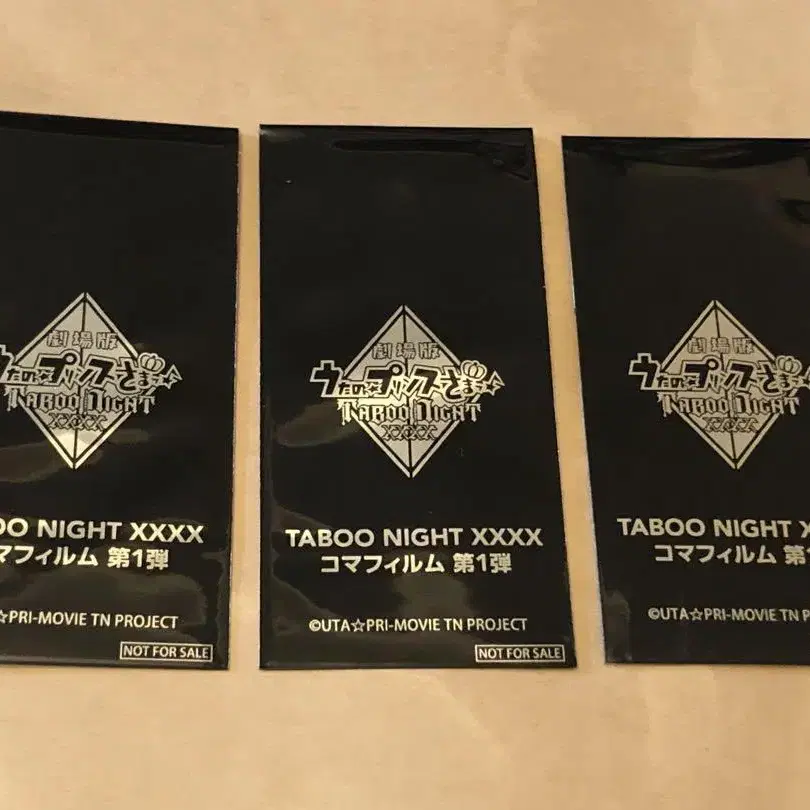 劇場版
うたの☆プリンスさまっ♪
TABOO NIGHT
XXXX
OO NIGHT XXXX
マフィルム 第1弾
☆PRI-MOVIE TN PROJECT
NOT FOR SALE
劇場版
うたの☆プリンスさまっ♪
TABOO NIGHT
XXXX
TABOO NIGHT XXXX
コマフィルム 第1弾
©UTA☆PRI-MOVIE TN PROJECT
NOT FOR SALE
劇場版
うたの☆プリンスさまっ
TABOO NIGHT
XXXX
TABOO NIGHT X
コマフィルム 第1
©UTA☆PRI-MOVIE TN PRO